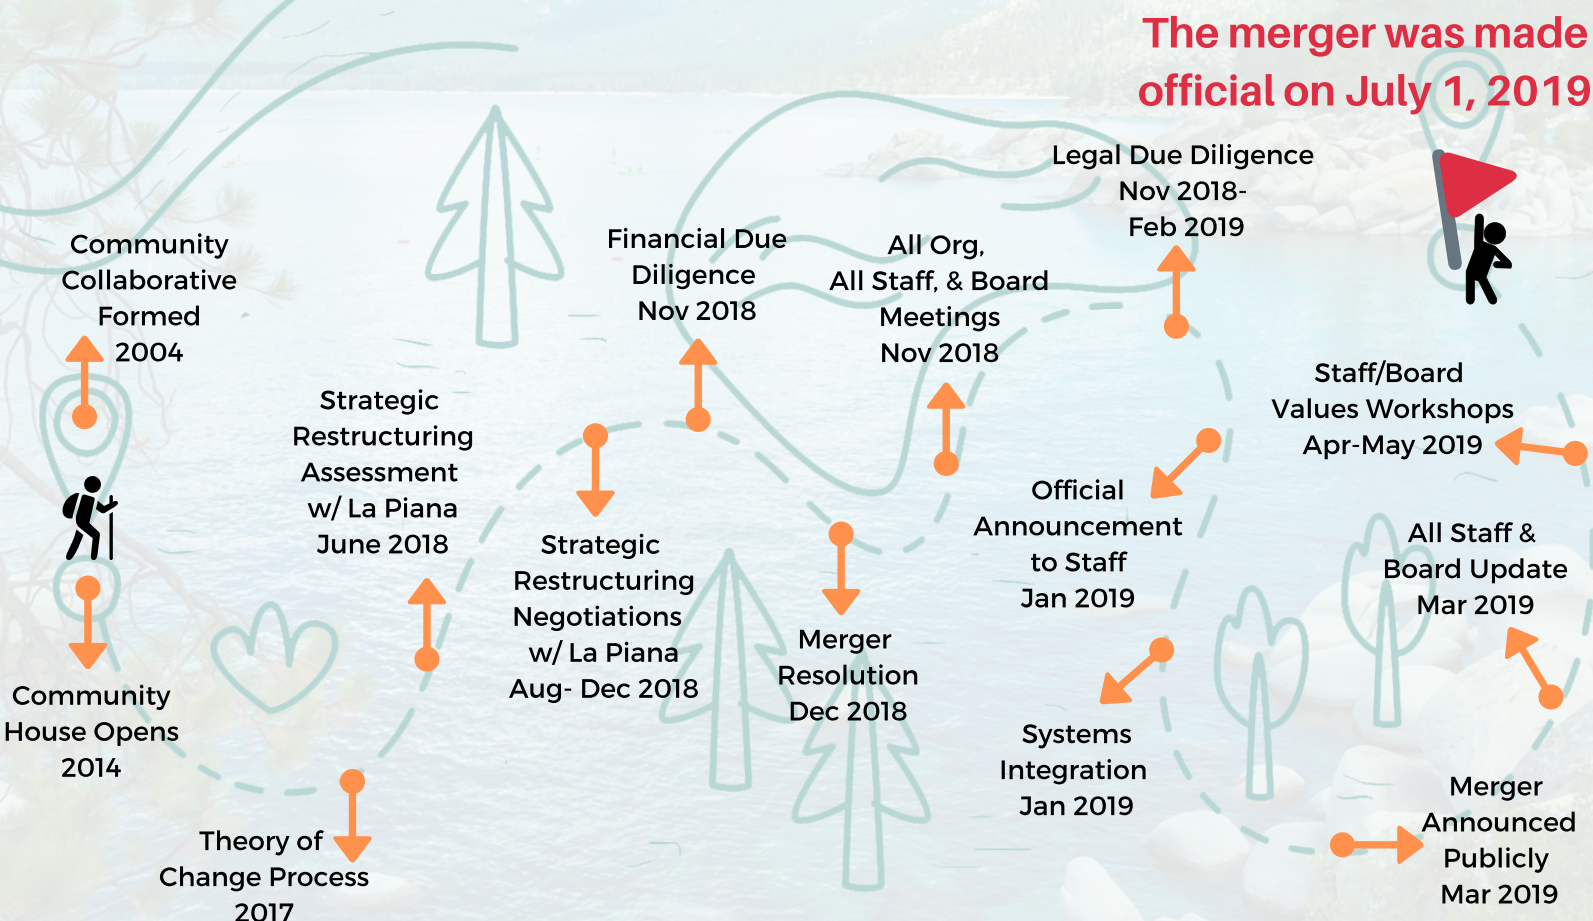 The merger was made
official on July 1, 2019
Community
Collaborative
Formed
2004
Community
House Opens
2014
Theory of
Change Process
2017
Strategic
Restructuring
Assessment
w/ La Piana
June 2018
Strategic
Restructuring
Negotiations
w/ La Piana
Aug- Dec 2018
Financial Due
Diligence
Nov 2018
Merger
Resolution
Dec 2018
All Org,
All Staff, & Board
Meetings
Nov 2018
Legal Due Diligence
Nov 2018-
Feb 2019
Official
Announcement
to Staff
Jan 2019
Systems
Integration
Jan 2019
Merger
Announced
Publicly
Mar 2019
All Staff &
Board Update
Mar 2019
Staff/Board
Values Workshops
Apr-May 2019